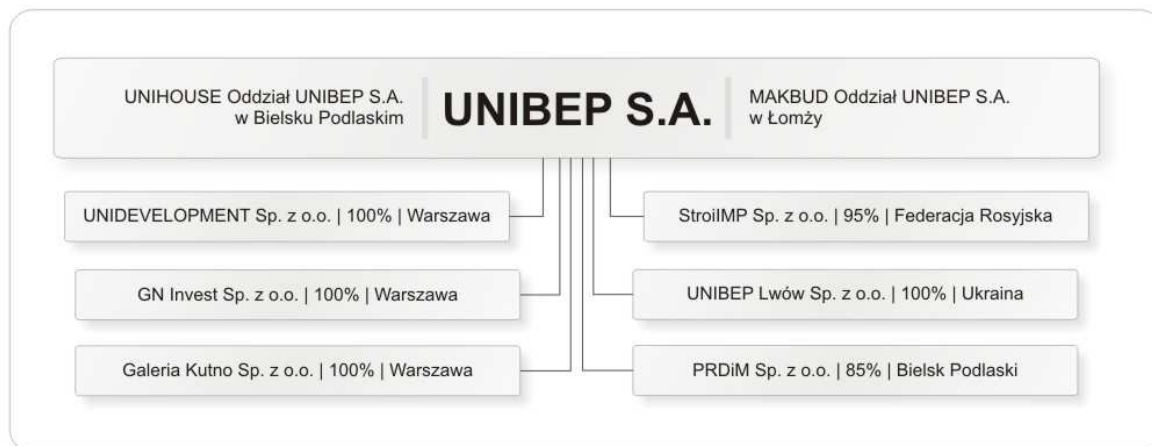 UNIHOUSE Oddział UNIBEP S.A.
w Bielsku Podlaskim
UNIBEP S.A.
MAKBUD Oddział UNIBEP S.A.
w Łomży
UNIDEVELOPMENT Sp. z o.o. | 100% | Warszawa
StroiIMP Sp. z o.o. | 95% | Federacja Rosyjska
GN Invest Sp. z o.o. | 100% | Warszawa
UNIBEP Lwów Sp. z o.o. | 100% | Ukraina
Galeria Kutno Sp. z o.o. | 100% | Warszawa
PRDiM Sp. z o.o. | 85% | Bielsk Podlaski